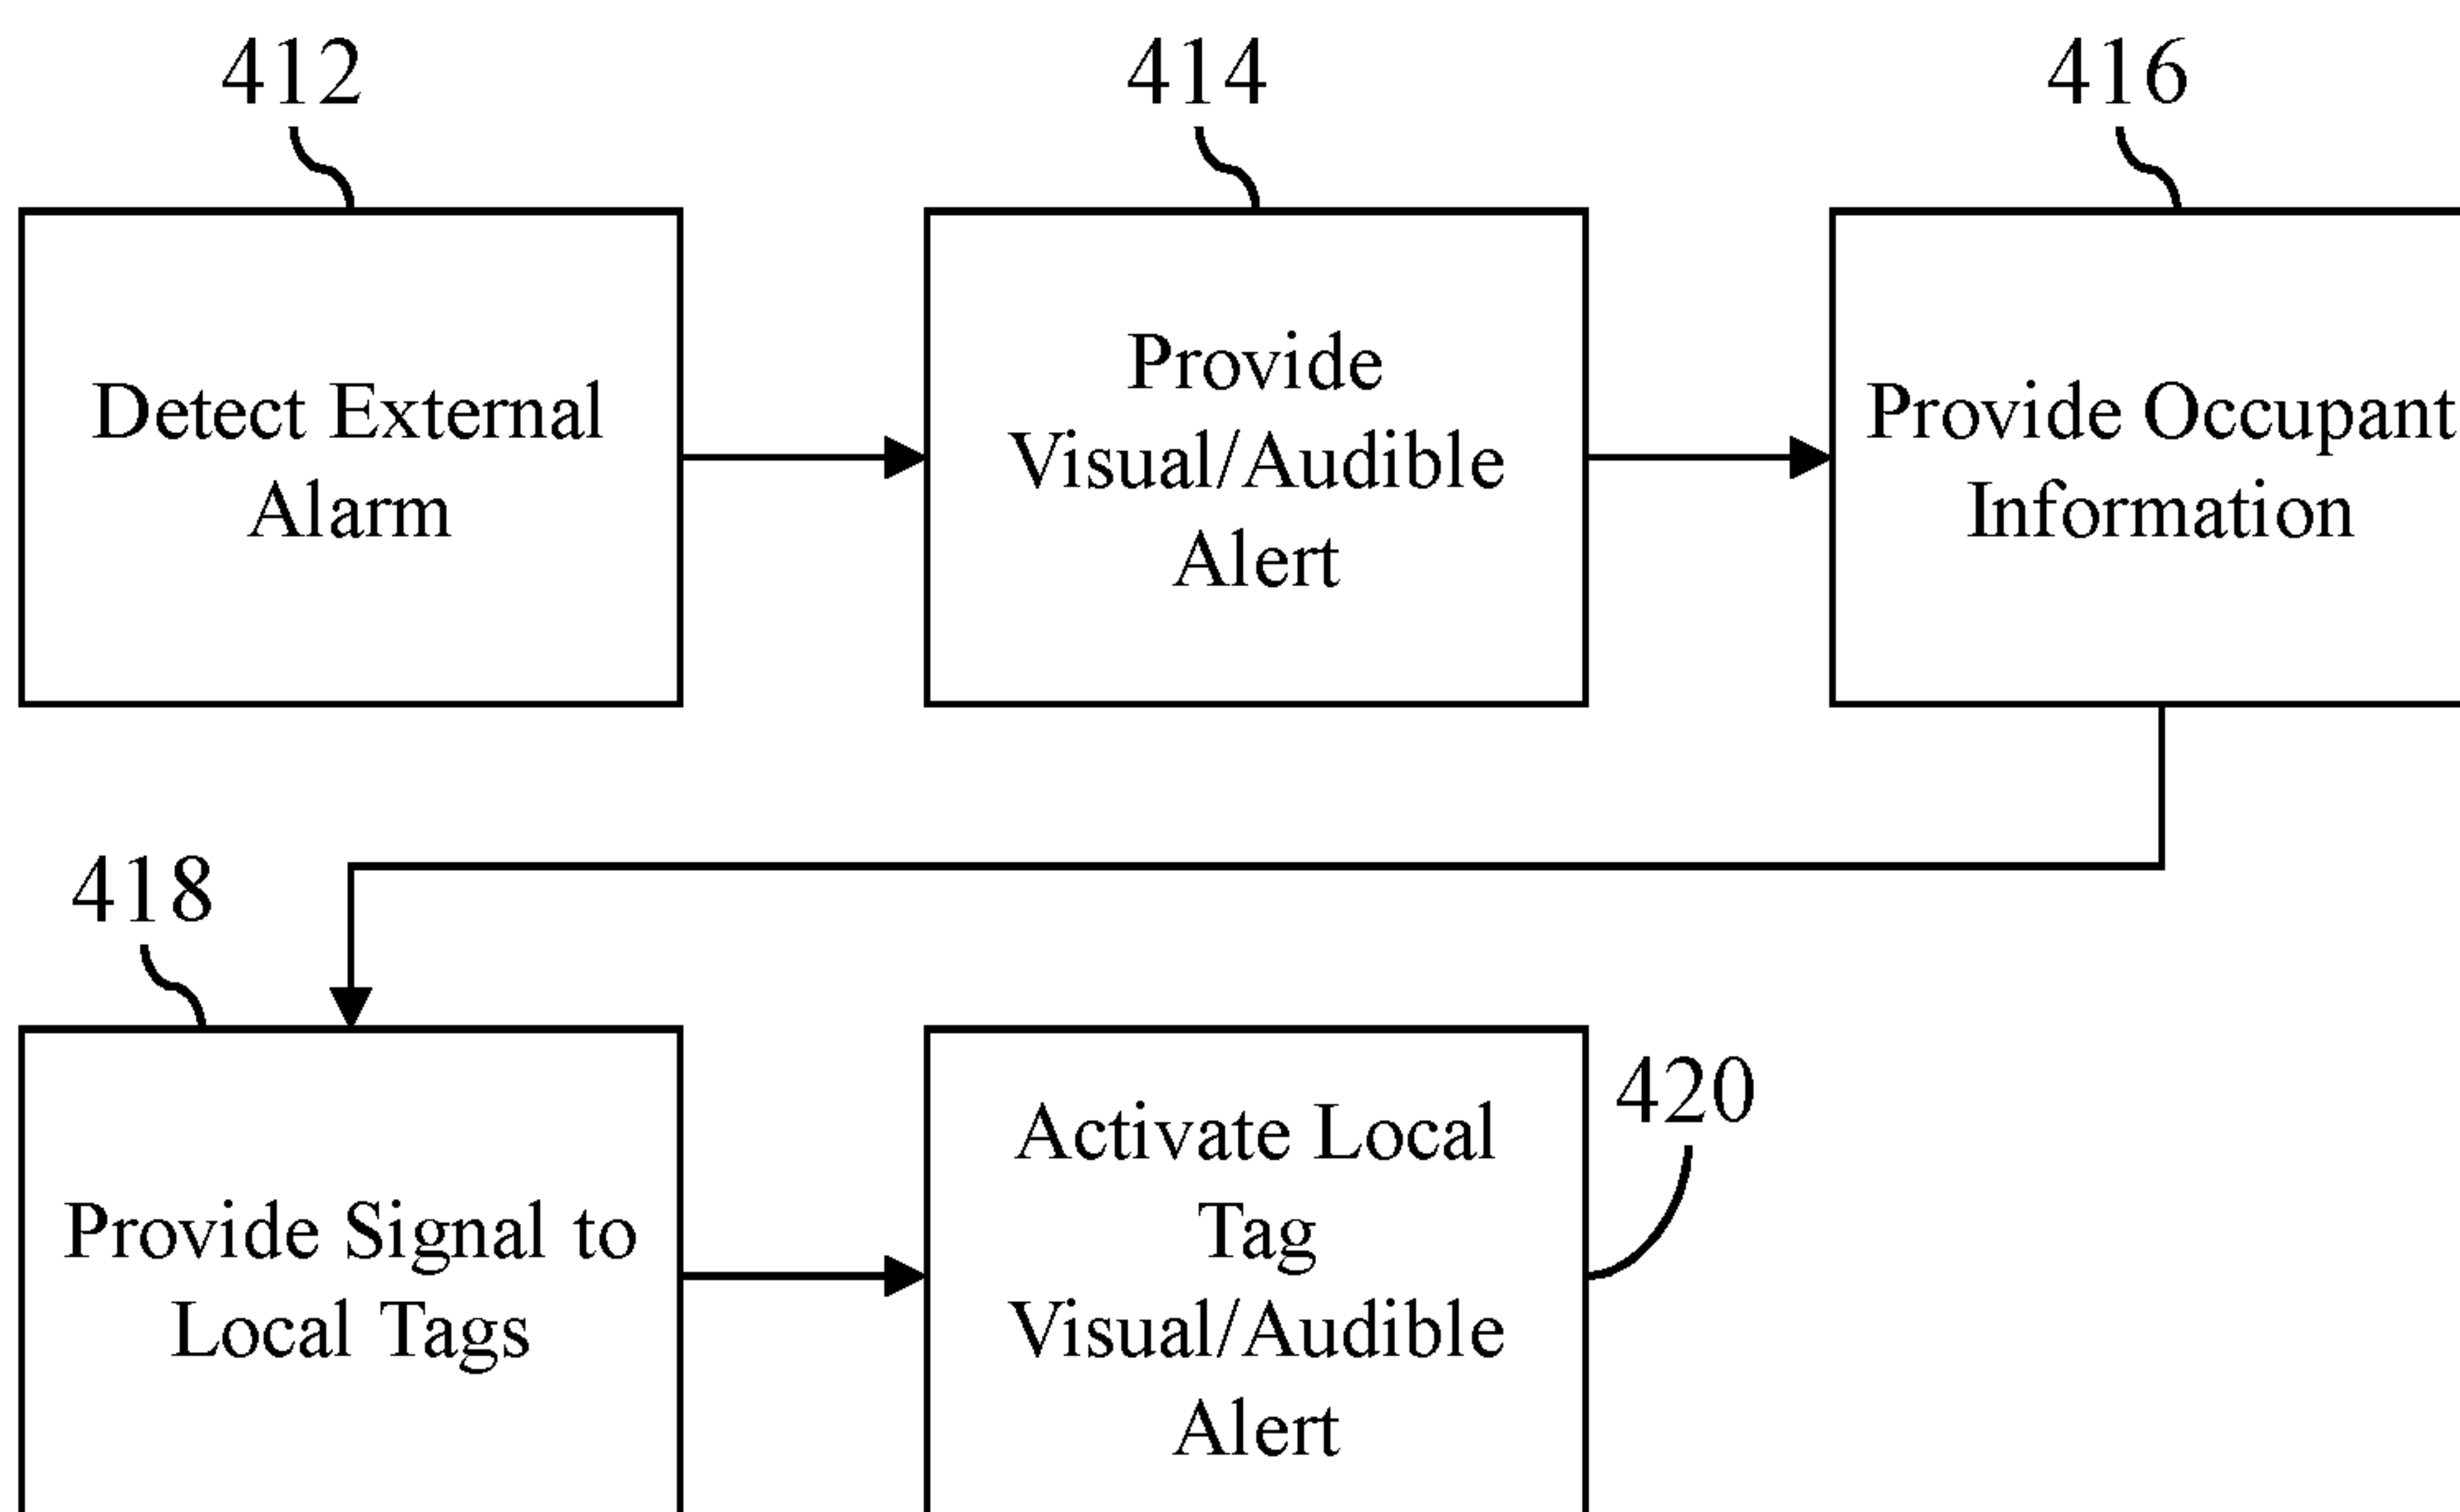 412
Detect External
Alarm
414
Provide
Visual/Audible
Alert
416
Provide Occupant
Information
418
Provide Signal to
Local Tags
420
Activate Local
Tag
Visual/Audible
Alert